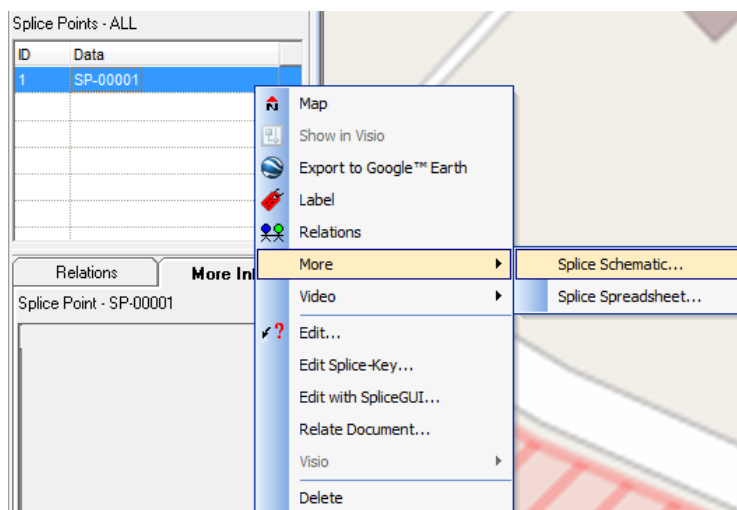 Splice Points - ALL
ID Data
1 SP-00001
Map
Show in Visio
Export to Google™ Earth
Label
Relations
More
Splice Schematic...
Video
Splice Spreadsheet...
Relations
More In
Splice Point - SP-00001
Edit...
Edit Splice-Key...
Edit with SpliceGUI...
Relate Document...
Visio
Delete